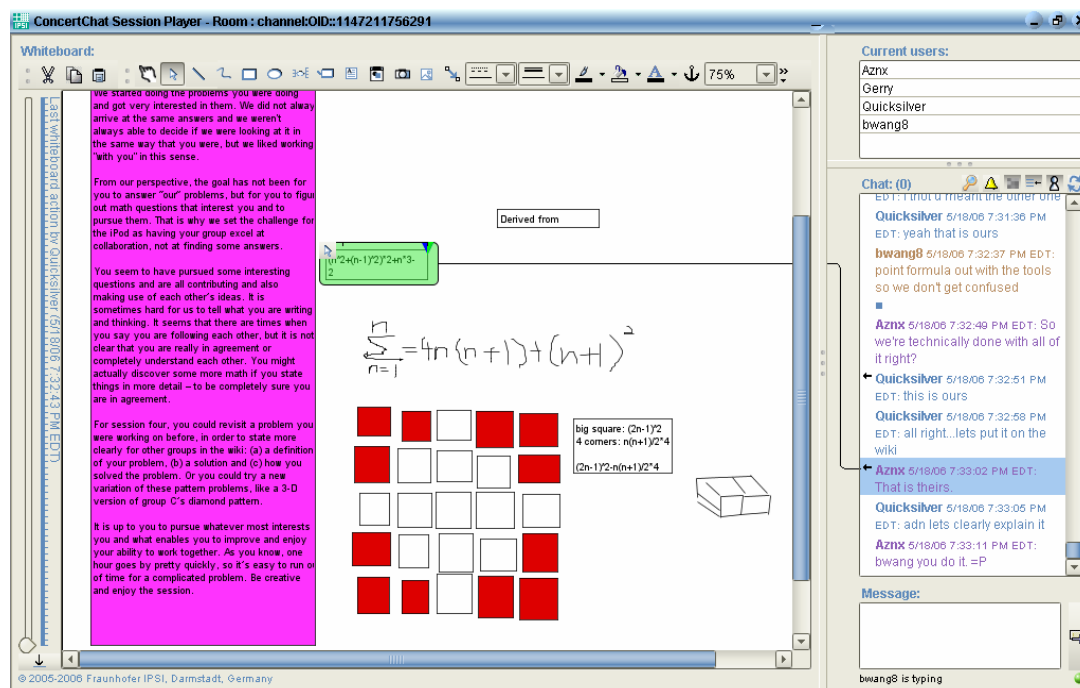 ConcertChat Session Player - Room : channel:OID::1147211756291
Whiteboard:
75%
Last whiteboard action by Quicksilver (5/18/06 7:32:43 PM EDT)
We started doing the problems you were doing
and got very interested in them. We did not alway
arrive at the same answers and we weren't
always able to decide if we were looking at it in
the same way that you were, but we liked working
"with you" in this sense.
From our perspective, the goal has not been for
you to answer "our" problems, but for you to figu
out math questions that interest you and to
pursue them. That is why we set the challenge for
the iPod as having your group excel at
collaboration, not at finding some answers.
You seem to have pursued some interesting
questions and are all contributing and also
making use of each other's ideas. It is
sometimes hard for us to tell what you are writing
and thinking. It seems that there are times when
you say you are following each other, but it is not
clear that you are really in agreement or
completely understand each other. You might
actually discover some more math if you state
things in more detail – to be completely sure you
are in agreement.
For session four, you could revisit a problem you
were working on before, in order to state more
clearly for other groups in the wiki: (a) a definition
of your problem, (b) a solution and (c) how you
solved the problem. Or you could try a new
variation of these pattern problems, like a 3-D
version of group C's diamond pattern.
It is up to you to pursue whatever most interests
you and what enables you to improve and enjoy
your ability to work together. As you know, one
hour goes by pretty quickly, so it's easy to run ou
of time for a complicated problem. Be creative
and enjoy the session.
Derived from
(n^2+(n-1)^2)*2+n*3-
2
n
∑ =4n(n+1)+(n+1)²
n=1
big square: (2n-1)^2
4 corners: n(n+1)/2*4
(2n-1)^2-n(n+1)/2*4
© 2005-2006 Fraunhofer IPSI, Darmstadt, Germany
Current users:
Aznx
Gerry
Quicksilver
bwang8
Chat: (0)
EDT: i thot u meant the other one
Quicksilver 5/18/06 7:31:36 PM
EDT: yeah that is ours
bwang8 5/18/06 7:32:37 PM EDT:
point formula out with the tools
so we don't get confused
Aznx 5/18/06 7:32:49 PM EDT: So
we're technically done with all of
it right?
Quicksilver 5/18/06 7:32:51 PM
EDT: this is ours
Quicksilver 5/18/06 7:32:58 PM
EDT: all right...lets put it on the
wiki
Aznx 5/18/06 7:33:02 PM EDT:
That is theirs.
Quicksilver 5/18/06 7:33:05 PM
EDT: adn lets clearly explain it
Aznx 5/18/06 7:33:11 PM EDT:
bwang you do it. =P
Message:
bwang8 is typing